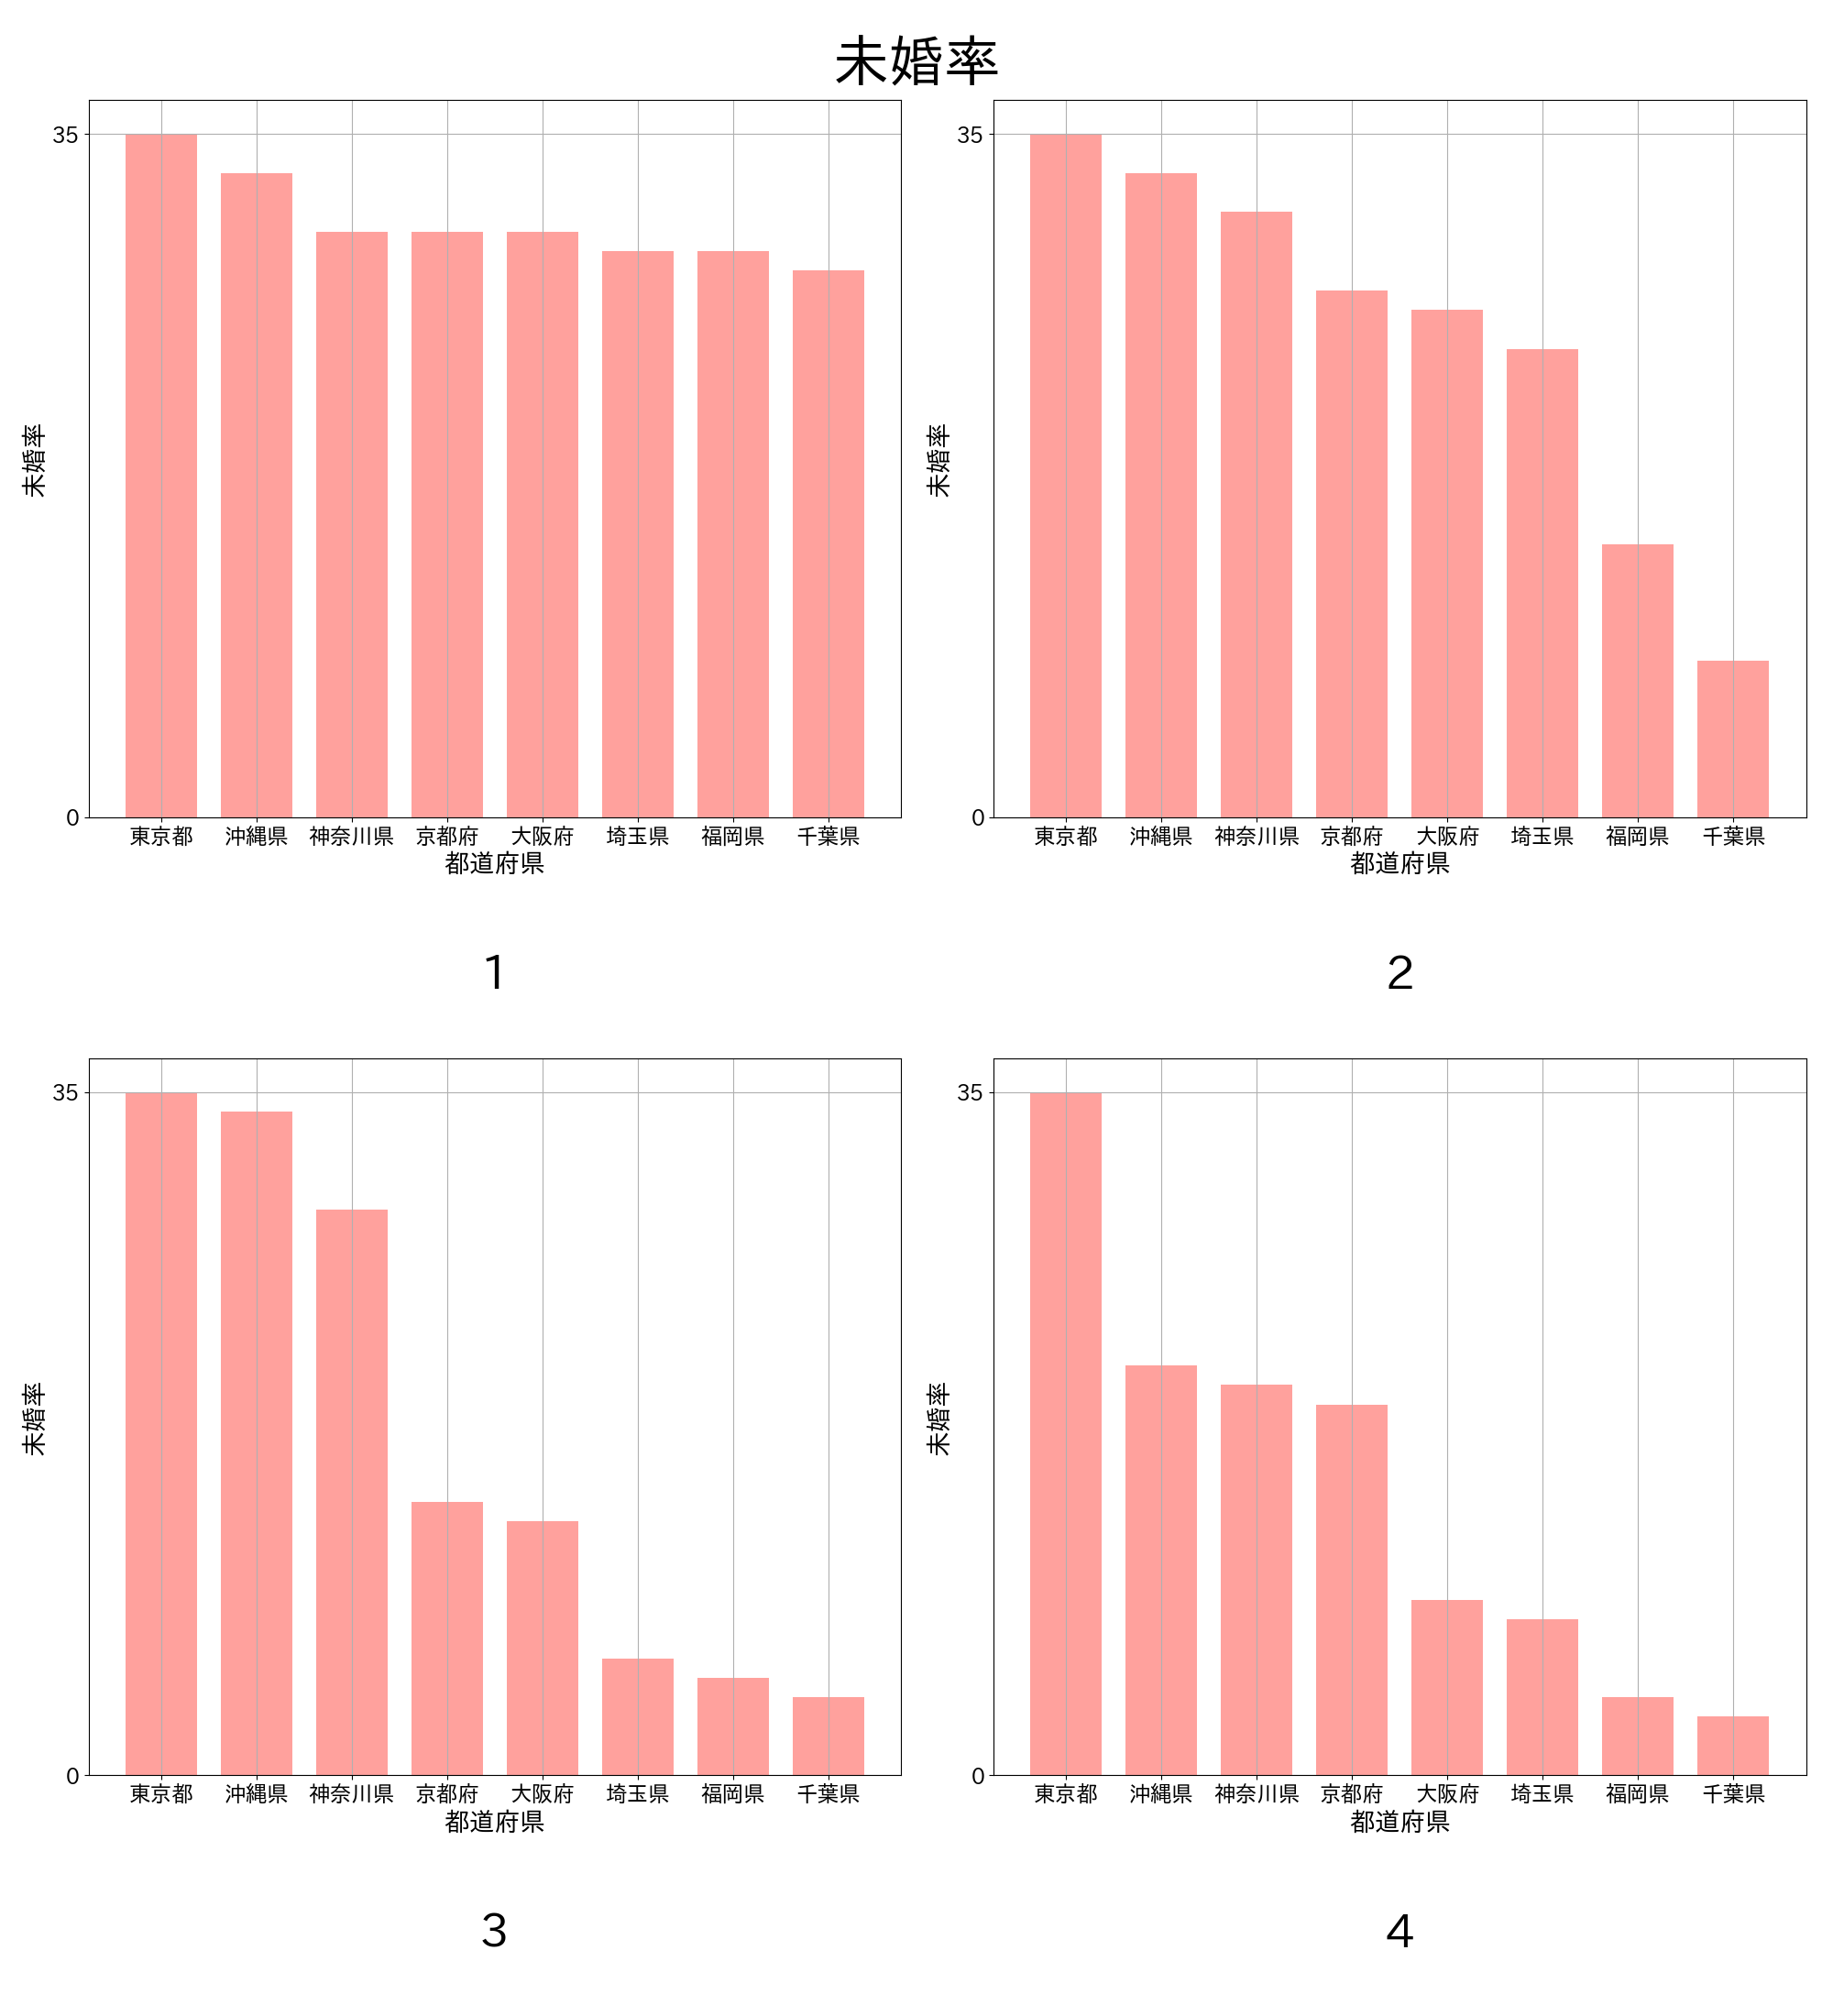 未婚率
35
0
未婚率
東京都 沖縄県 神奈川県 京都府 大阪府 埼玉県 福岡県 千葉県
都道府県
1
35
0
未婚率
東京都 沖縄県 神奈川県 京都府 大阪府 埼玉県 福岡県 千葉県
都道府県
2
35
0
未婚率
東京都 沖縄県 神奈川県 京都府 大阪府 埼玉県 福岡県 千葉県
都道府県
3
35
0
未婚率
東京都 沖縄県 神奈川県 京都府 大阪府 埼玉県 福岡県 千葉県
都道府県
4